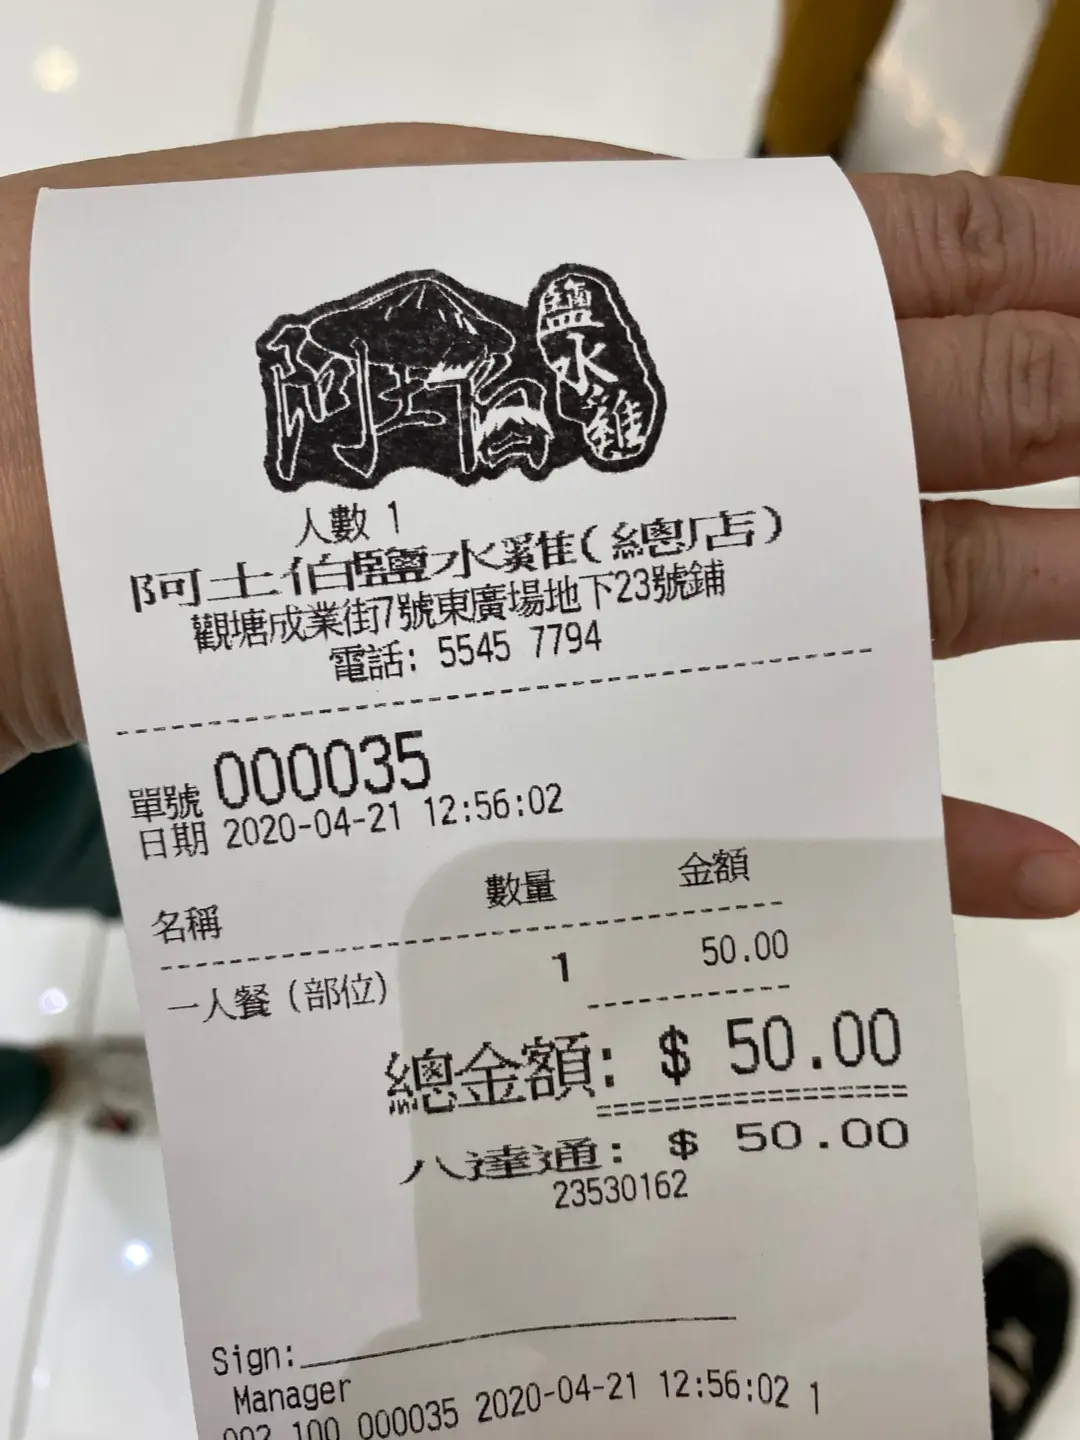 阿土伯
鹽水雞
人數 1
阿土伯鹽水雞(總店)
觀塘成業街7號東廣場地下23號鋪
電話: 5545 7794
單號 000035
日期 2020-04-21 12:56:02
名稱 數量 金額
一人餐(部位) 1 50.00
總金額: $ 50.00
八達通: $ 50.00
23530162
Sign:
Manager
002 100 000035 2020-04-21 12:56:02 1